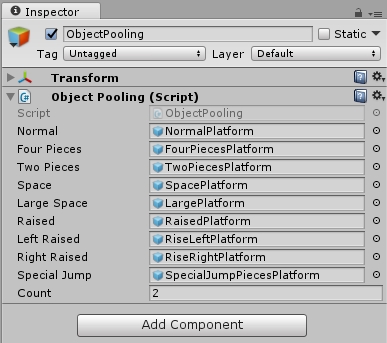 Inspector
ObjectPooling Static
Tag Untagged Layer Default
Transform
Object Pooling (Script)
Script ObjectPooling
Normal NormalPlatform
Four Pieces FourPiecesPlatform
Two Pieces TwoPiecesPlatform
Space SpacePlatform
Large Space LargePlatform
Raised RaisedPlatform
Left Raised RiseLeftPlatform
Right Raised RiseRightPlatform
Special Jump SpecialJumpPiecesPlatform
Count 2
Add Component